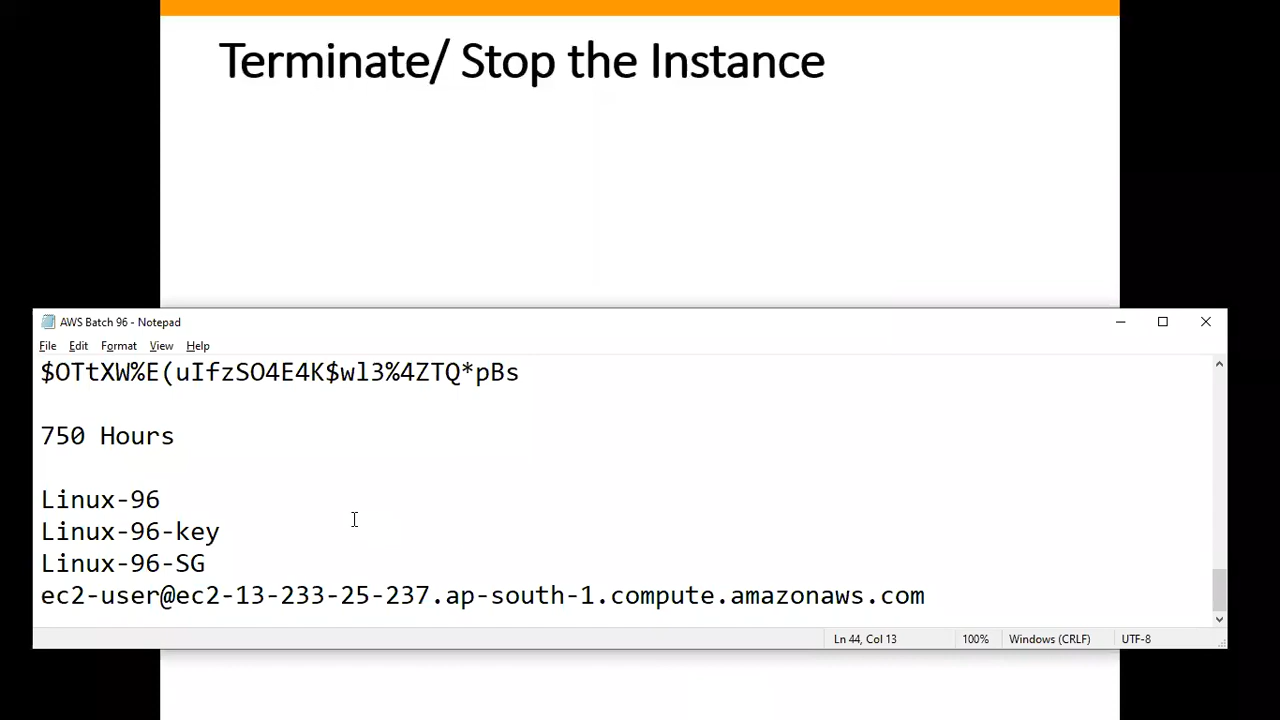 Terminate/ Stop the Instance
AWS Batch 96 - Notepad
File Edit Format View Help
$OTtXW%E(uIfzSO4E4K$wl3%4ZTQ*pBs
750 Hours
Linux-96
Linux-96-key
Linux-96-SG
ec2-user@ec2-13-233-25-237.ap-south-1.compute.amazonaws.com
Ln 44, Col 13 100% Windows (CRLF) UTF-8